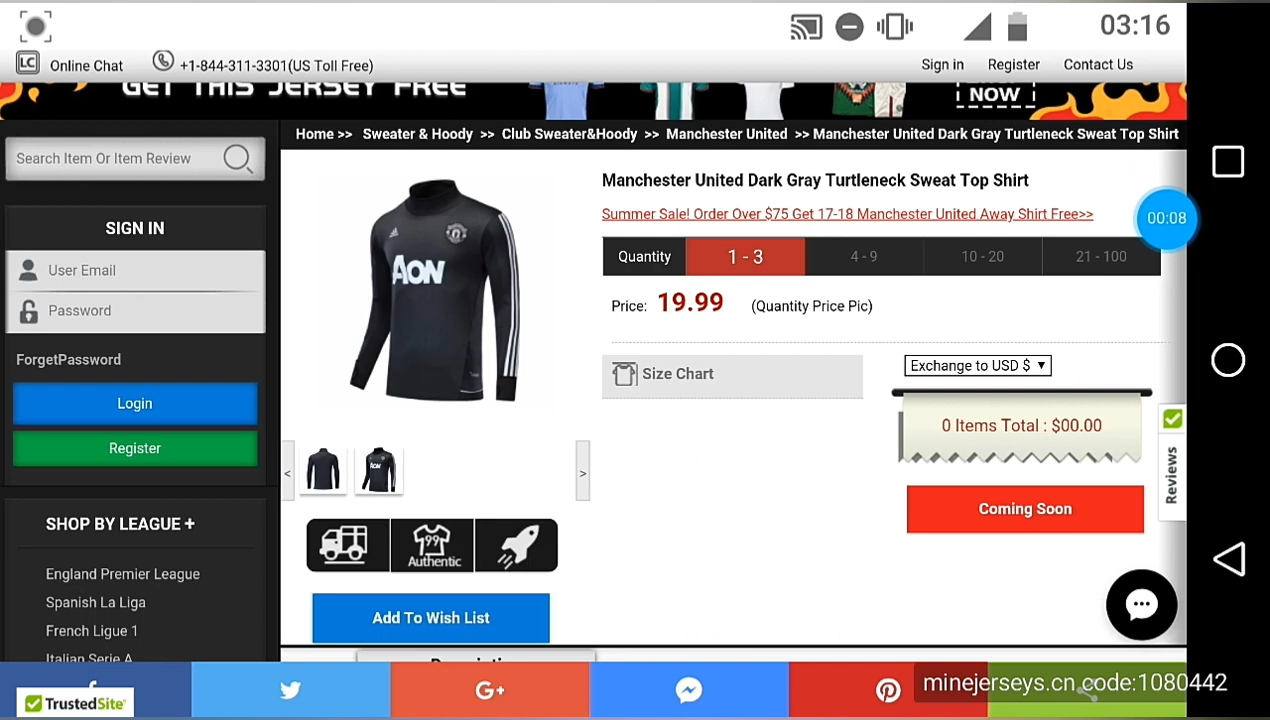 03:16
LC Online Chat
+1-844-311-3301(US Toll Free)
Sign in
Register
Contact Us
GET THIS JERSEY FREE
NOW
Home >> Sweater & Hoody >> Club Sweater&Hoody >> Manchester United >> Manchester United Dark Gray Turtleneck Sweat Top Shirt
Search Item Or Item Review
SIGN IN
User Email
Password
ForgetPassword
Login
Register
SHOP BY LEAGUE +
England Premier League
Spanish La Liga
French Ligue 1
Italian Serie A
AON
<
AON
>
99
Authentic
Add To Wish List
Manchester United Dark Gray Turtleneck Sweat Top Shirt
Summer Sale! Order Over $75 Get 17-18 Manchester United Away Shirt Free>>
00:08
Quantity 1 - 3 4 - 9 10 - 20 21 - 100
Price: 19.99 (Quantity Price Pic)
Size Chart
Exchange to USD $ ▼
0 Items Total : $00.00
Reviews
Coming Soon
Description
G+
TrustedSite
minejerseys.cn code:1080442